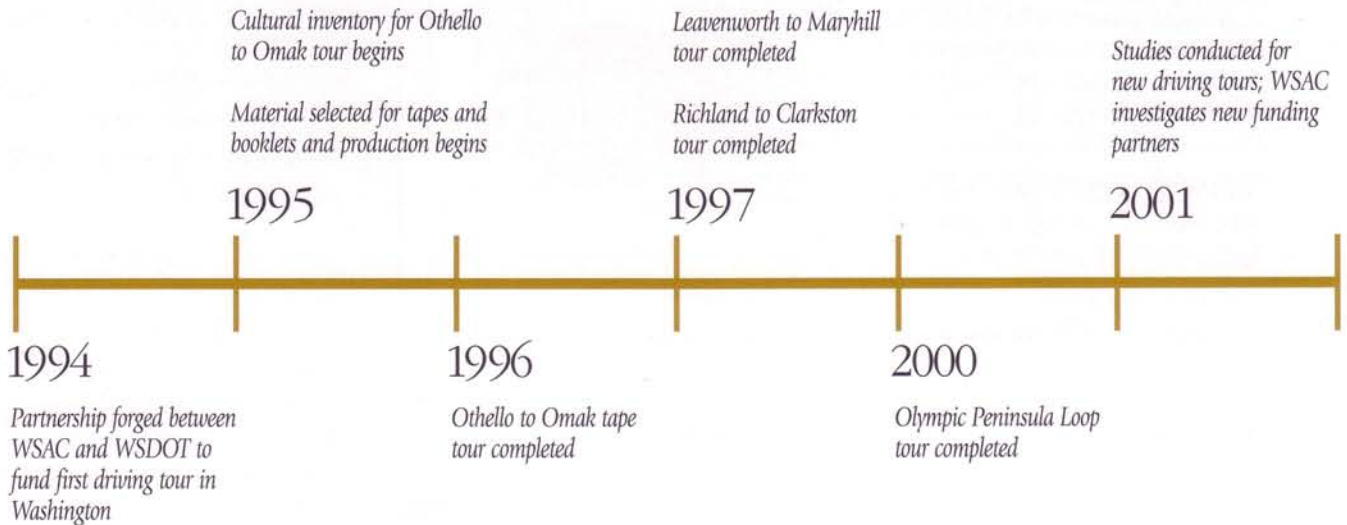 Cultural inventory for Othello
to Omak tour begins
Material selected for tapes and
booklets and production begins
1995
Leavenworth to Maryhill
tour completed
Richland to Clarkston
tour completed
1997
Studies conducted for
new driving tours; WSAC
investigates new funding
partners
2001
1994
Partnership forged between
WSAC and WSDOT to
fund first driving tour in
Washington
1996
Othello to Omak tape
tour completed
2000
Olympic Peninsula Loop
tour completed